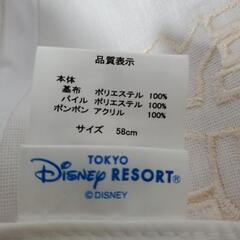 品質表示
本体
基布 ポリエステル 100%
パイル ポリエステル 100%
ポンポン アクリル 100%
サイズ 58cm
TOKYO
Disney RESORT®
©DISNEY